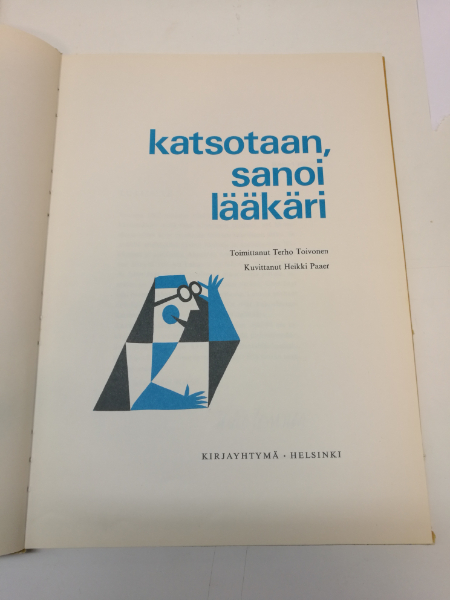 katsotaan,
sanoi
lääkäri
Toimittanut Terho Toivonen
Kuvittanut Heikki Paaer
KIRJAYHTYMÄ • HELSINKI